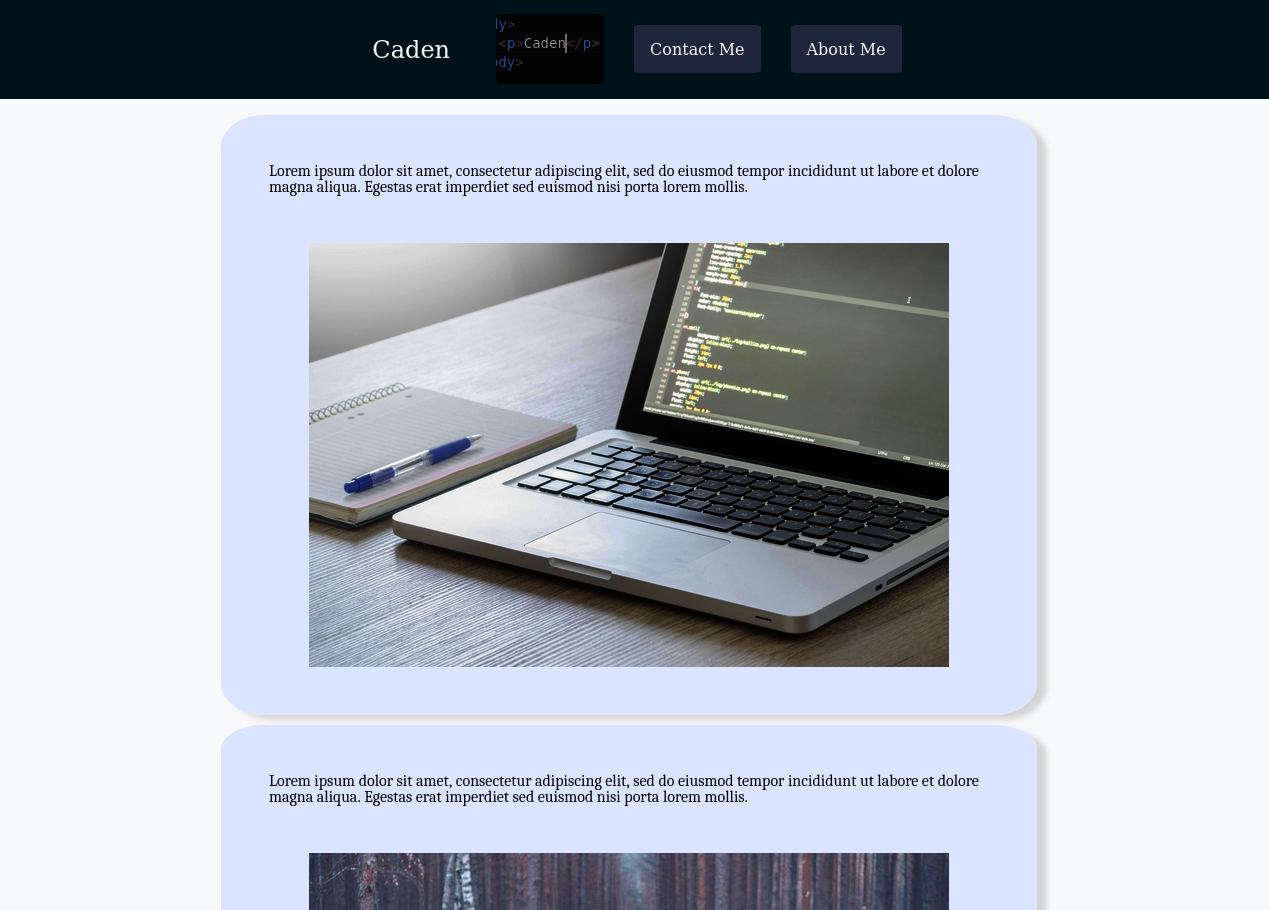 Caden
dy>
<p>Caden</p>
ody>
Contact Me
About Me
Lorem ipsum dolor sit amet, consectetur adipiscing elit, sed do eiusmod tempor incididunt ut labore et dolore
magna aliqua. Egestas erat imperdiet sed euismod nisi porta lorem mollis.
Lorem ipsum dolor sit amet, consectetur adipiscing elit, sed do eiusmod tempor incididunt ut labore et dolore
magna aliqua. Egestas erat imperdiet sed euismod nisi porta lorem mollis.